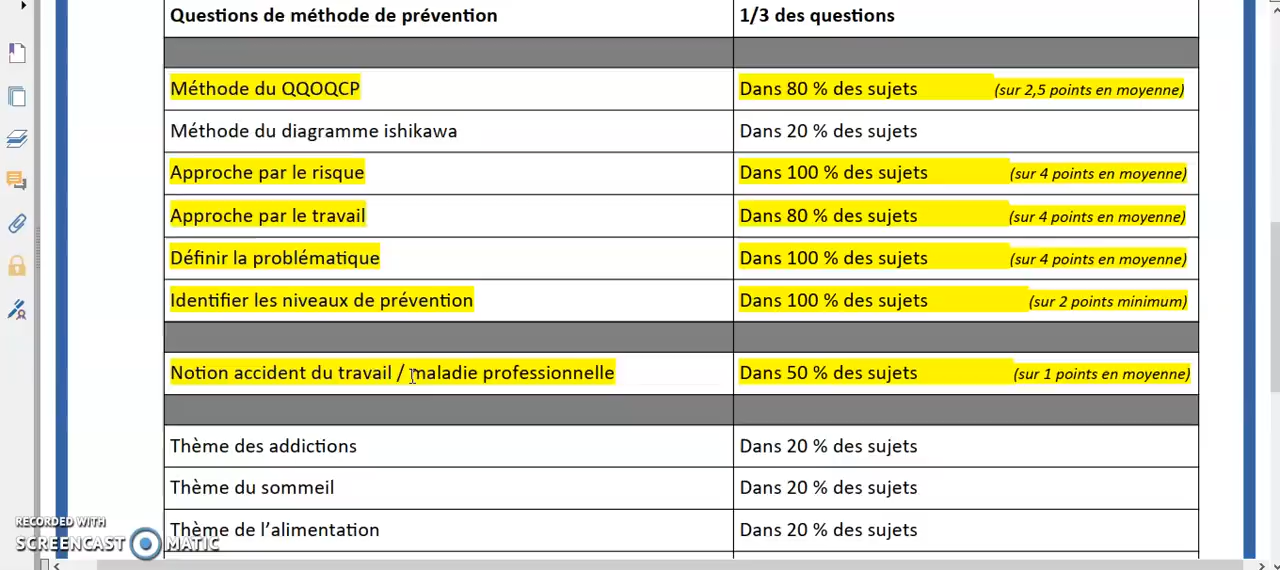 Questions de méthode de prévention 1/3 des questions
Méthode du QQOQCP Dans 80 % des sujets (sur 2,5 points en moyenne)
Méthode du diagramme ishikawa Dans 20 % des sujets
Approche par le risque Dans 100 % des sujets (sur 4 points en moyenne)
Approche par le travail Dans 80 % des sujets (sur 4 points en moyenne)
Définir la problématique Dans 100 % des sujets (sur 4 points en moyenne)
Identifier les niveaux de prévention Dans 100 % des sujets (sur 2 points minimum)
Notion accident du travail / maladie professionnelle Dans 50 % des sujets (sur 1 points en moyenne)
Thème des addictions Dans 20 % des sujets
Thème du sommeil Dans 20 % des sujets
Thème de l’alimentation Dans 20 % des sujets
RECORDED WITH
SCREENCAST MATIC